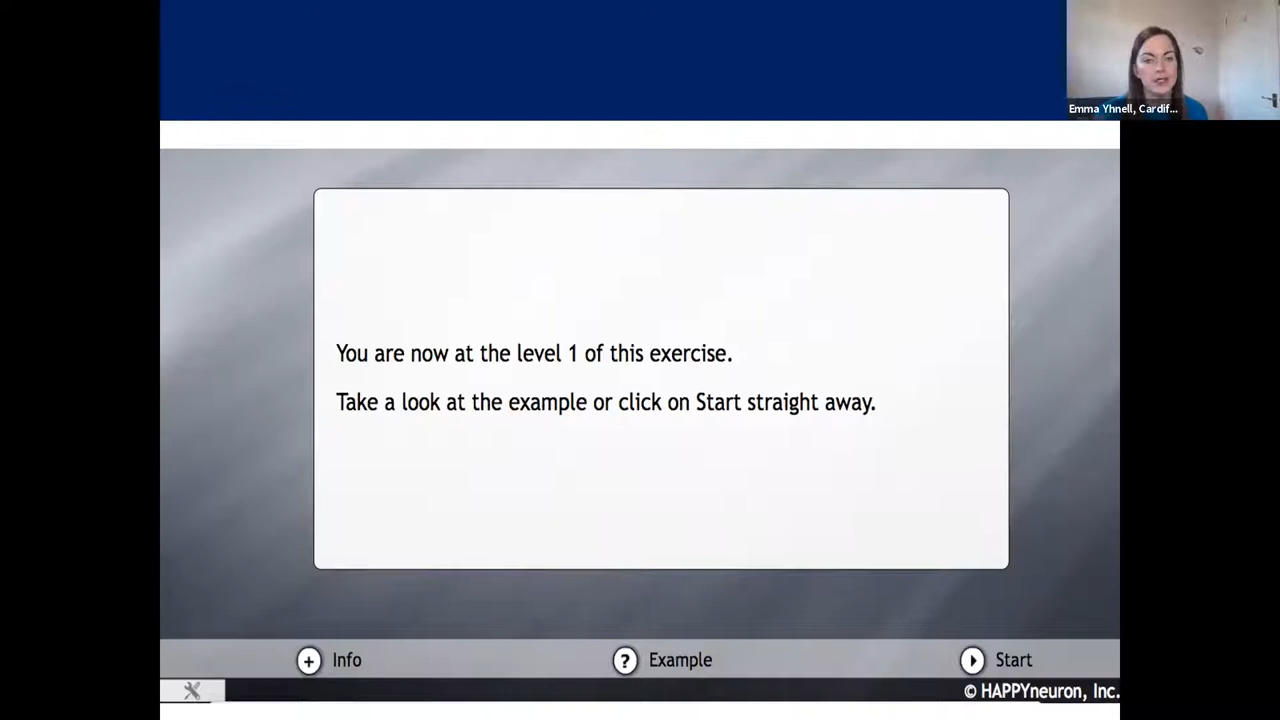 Emma Yhnell, Cardif...
You are now at the level 1 of this exercise.
Take a look at the example or click on Start straight away.
+ Info
? Example
Start
© HAPPYneuron, Inc.